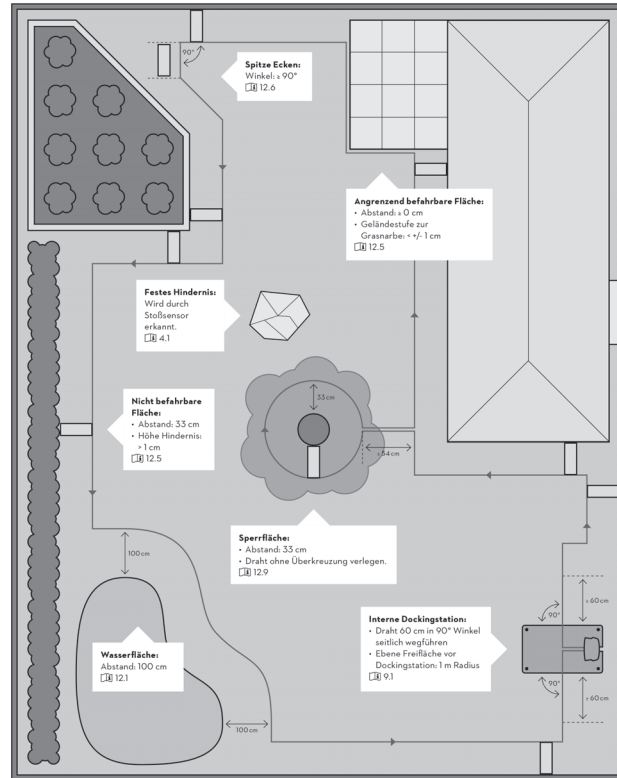 90°
Spitze Ecken:
Winkel: ≥ 90°
12.6
Angrenzend befahrbare Fläche:
• Abstand: ≥ 0 cm
• Geländestufe zur
Grasnarbe: < +/- 1 cm
12.5
Festes Hindernis:
Wird durch
Stoßsensor
erkannt.
4.1
33 cm
Nicht befahrbare
Fläche:
• Abstand: 33 cm
• Höhe Hindernis:
> 1 cm
12.5
≥ 54 cm
Sperrfläche:
• Abstand: 33 cm
• Draht ohne Überkreuzung verlegen.
12.9
100 cm
Interne Dockingstation:
• Draht 60 cm in 90° Winkel
seitlich wegführen
• Ebene Freifläche vor
Dockingstation: 1 m Radius
9.1
≥ 60 cm
90°
90°
≥ 60 cm
Wasserfläche:
Abstand: 100 cm
12.1
100 cm